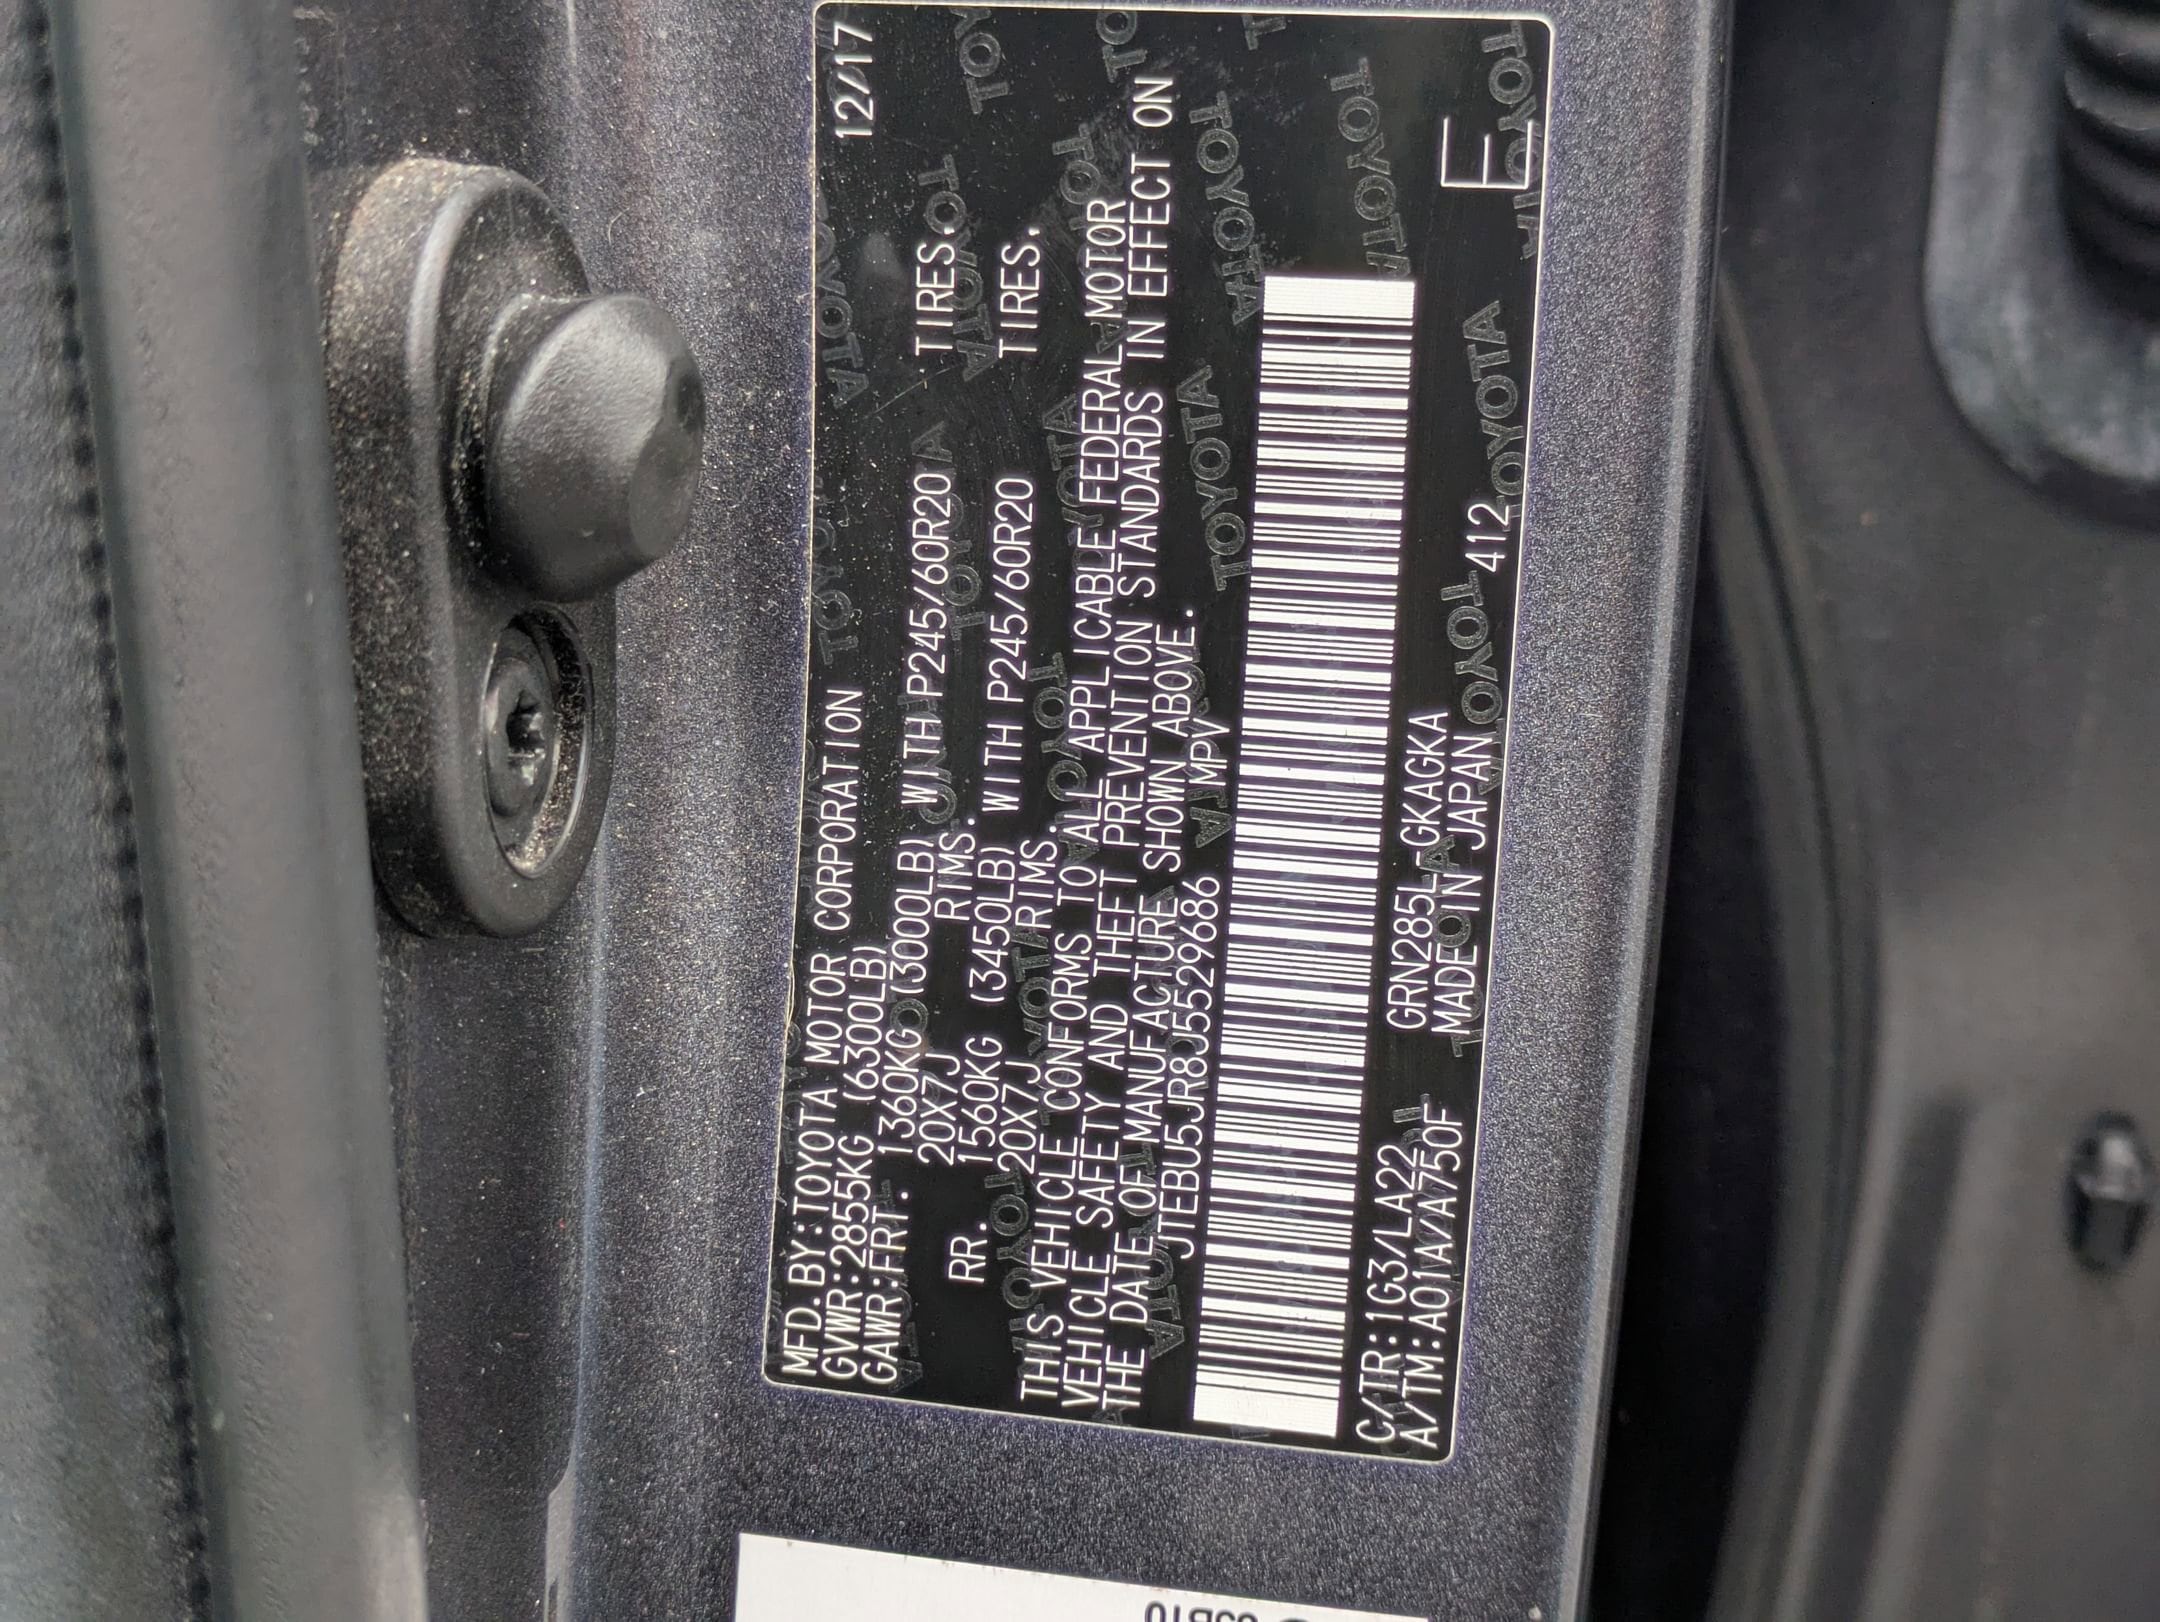 MFD.BY:TOYOTA MOTOR CORPORATION 12/17
GVWR:2855KG (6300LB)
GAWR:FRT. 1360KG (3000LB) WITH P245/60R20 TIRES.
20X7J RIMS.
RR. 1560KG (3450LB) WITH P245/60R20 TIRES.
20X7J RIMS.
THIS VEHICLE CONFORMS TO ALL APPLICABLE FEDERAL MOTOR
VEHICLE SAFETY AND THEFT PREVENTION STANDARDS IN EFFECT ON
THE DATE OF MANUFACTURE SHOWN ABOVE.
JTEBU5JR8J5529686 MPV
C/TR:1G3/LA22 GRN285L-GKAGKA
A/TM:A01A/A750F MADE IN JAPAN 412 E